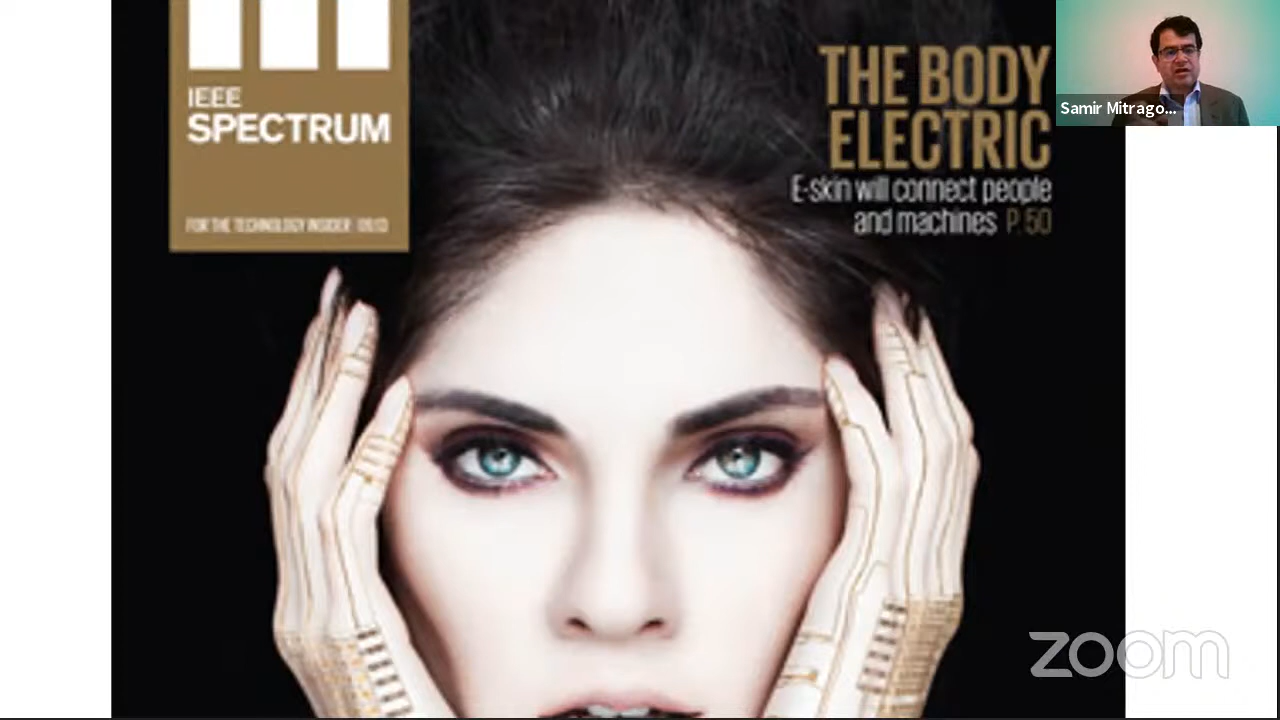 IEEE
SPECTRUM
FOR THE TECHNOLOGY INSIDER
THE BODY
ELECTRIC
E-skin will connect people
and machines P. 50
Samir Mitrago...
zoom